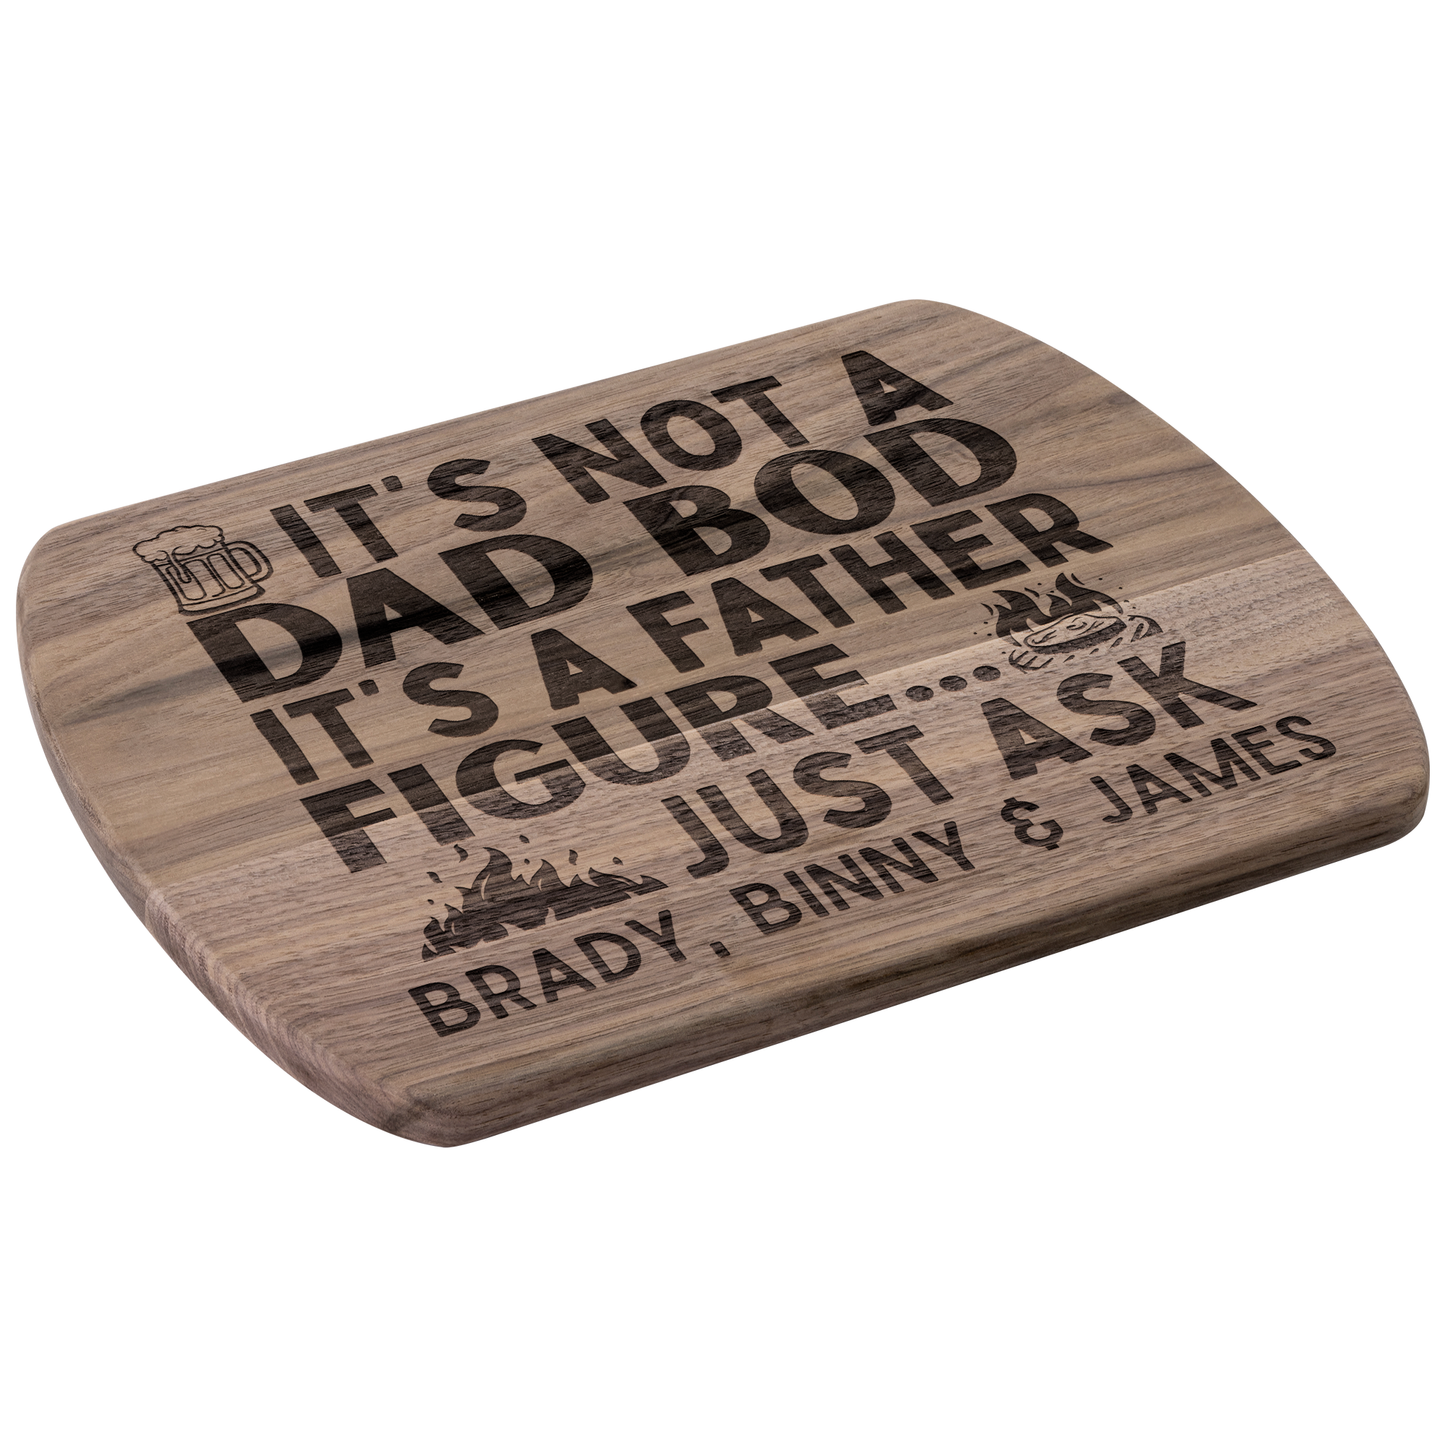 IT'S NOT A
DAD BOD
IT'S A FATHER
FIGURE....
JUST ASK
BRADY, BINNY & JAMES